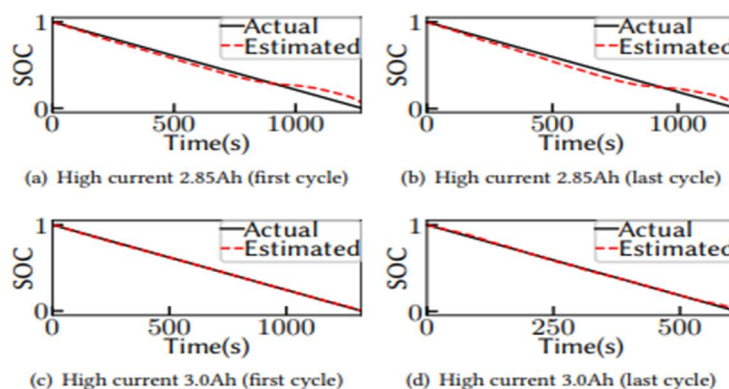 1
SOC
0
Actual
Estimated
0 500 1000
Time(s)
(a) High current 2.85Ah (first cycle)
1
SOC
0
Actual
Estimated
0 500 1000
Time(s)
(b) High current 2.85Ah (last cycle)
1
SOC
0
Actual
Estimated
0 500 1000
Time(s)
(c) High current 3.0Ah (first cycle)
1
SOC
0
Actual
Estimated
0 250 500
Time(s)
(d) High current 3.0Ah (last cycle)